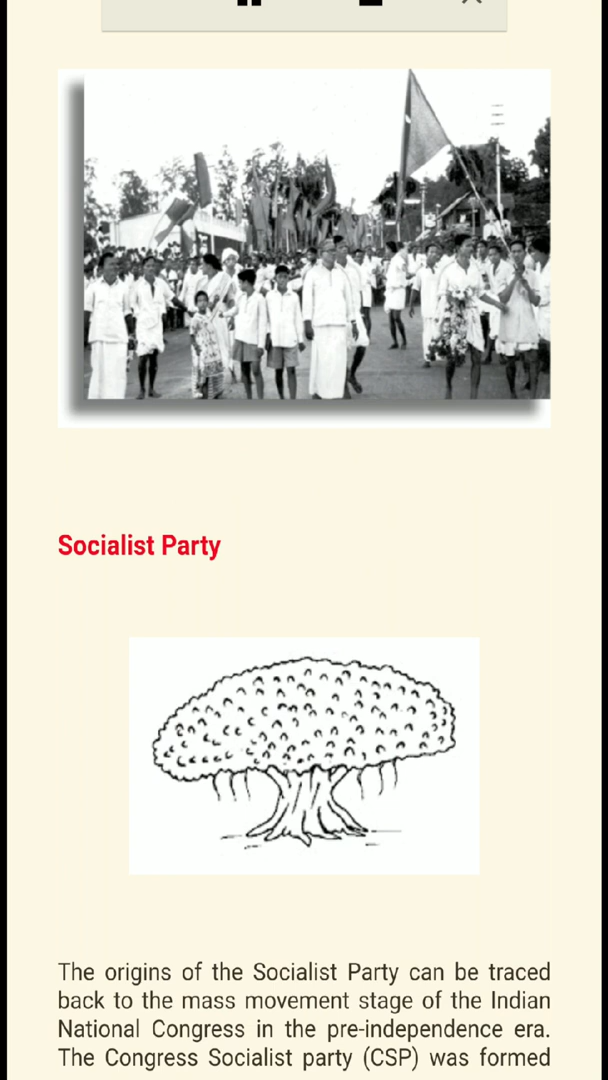 Socialist Party
The origins of the Socialist Party can be traced
back to the mass movement stage of the Indian
National Congress in the pre-independence era.
The Congress Socialist party (CSP) was formed